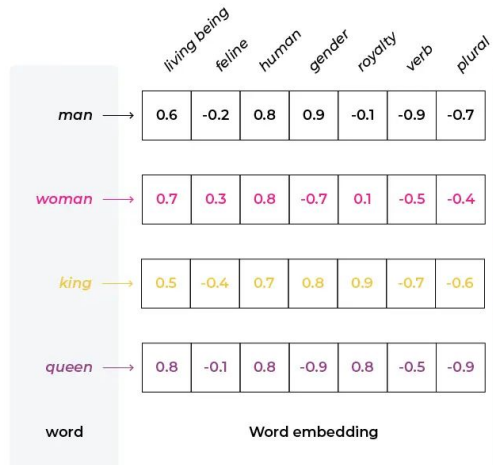 living being feline human gender royalty verb plural
man 0.6 -0.2 0.8 0.9 -0.1 -0.9 -0.7
woman 0.7 0.3 0.8 -0.7 0.1 -0.5 -0.4
king 0.5 -0.4 0.7 0.8 0.9 -0.7 -0.6
queen 0.8 -0.1 0.8 -0.9 0.8 -0.5 -0.9
word Word embedding